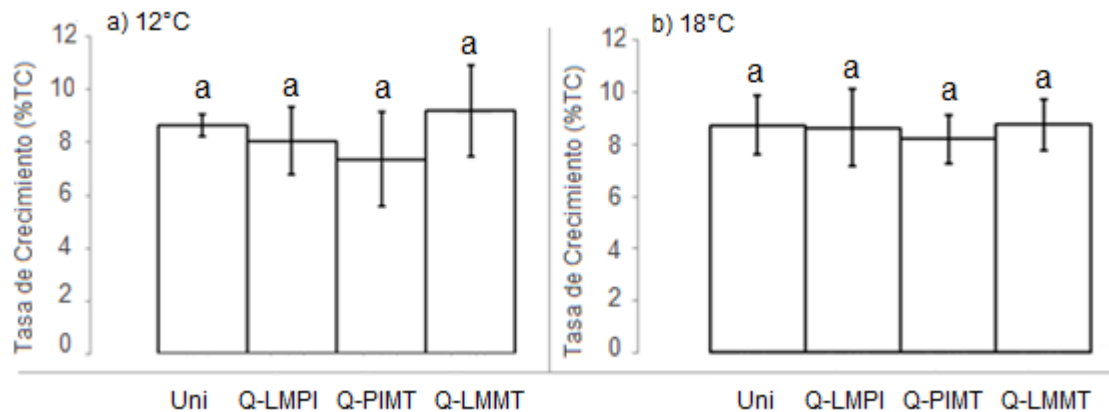 a) 12°C
Tasa de Crecimiento (%TC)
12
10
8
6
4
2
0
a
a
a
a
Uni Q-LMPI Q-PIMT Q-LMMT
b) 18°C
Tasa de Crecimiento (%TC)
12
10
8
6
4
2
0
a
a
a
a
Uni Q-LMPI Q-PIMT Q-LMMT